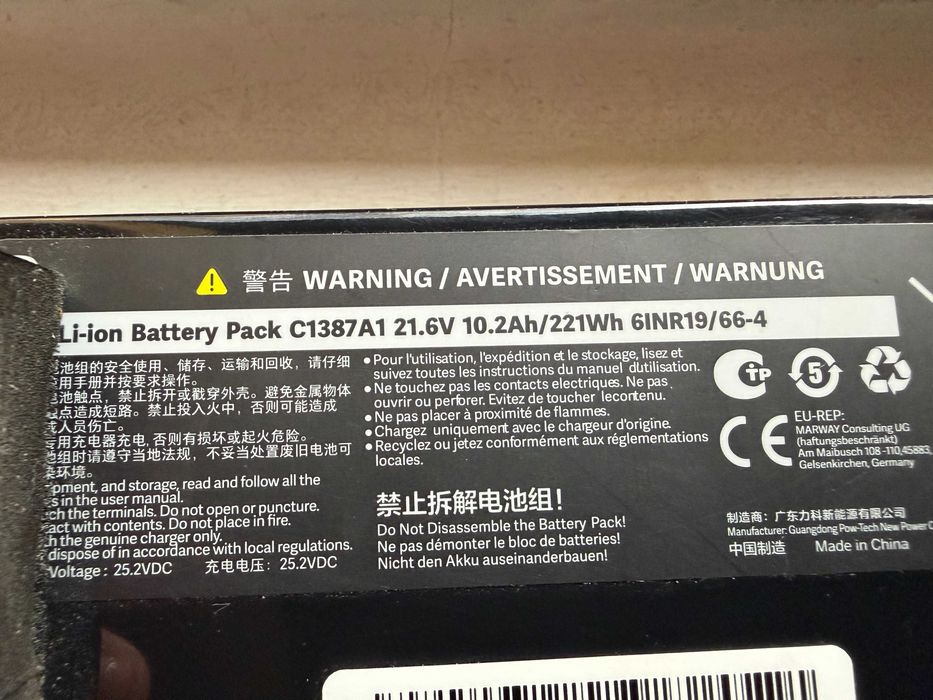 警告 WARNING / AVERTISSEMENT / WARNUNG
Li-ion Battery Pack C1387A1 21.6V 10.2Ah/221Wh 6INR19/66-4
池组的安全使用、储存、运输和回收，请仔细
用手册并按要求操作。
池触点，禁止拆开或戳穿外壳。避免金属物体
点造成短路。禁止投入火中，否则可能造成
人员伤亡。
用充电器充电，否则有损坏或起火危险。
组时请遵守当地法规，不妥当处置废旧电池可
环境。
pment, and storage, read and follow all the
s in the user manual.
ch the terminals. Do not open or puncture.
act with contents. Do not place in fire.
h the genuine charger only.
dispose of in accordance with local regulations.
Voltage: 25.2VDC 充电电压：25.2VDC
• Pour l'utilisation, l'expédition et le stockage, lisez et
suivez toutes les instructions du manuel d'utilisation.
• Ne touchez pas les contacts electriques. Ne pas
ouvrir ou perforer. Evitez de toucher lecontenu.
• Ne pas placer à proximité de flammes.
• Chargez uniquement avec le chargeur d'origine.
• Recyclez ou jetez conformément aux réglementations
locales.
禁止拆解电池组！
Do Not Disassemble the Battery Pack!
Ne pas démonter le bloc de batteries!
Nicht den Akku auseinanderbauen!
TP 5
CE
EU-REP:
MARWAY Consulting UG
(haftungsbeschränkt)
Am Maibusch 108-110,45883,
Gelsenkirchen, Germany
制造商：广东力科新能源有限公司
Manufacturer: Guangdong Pow-Tech New Power
中国制造 Made in China